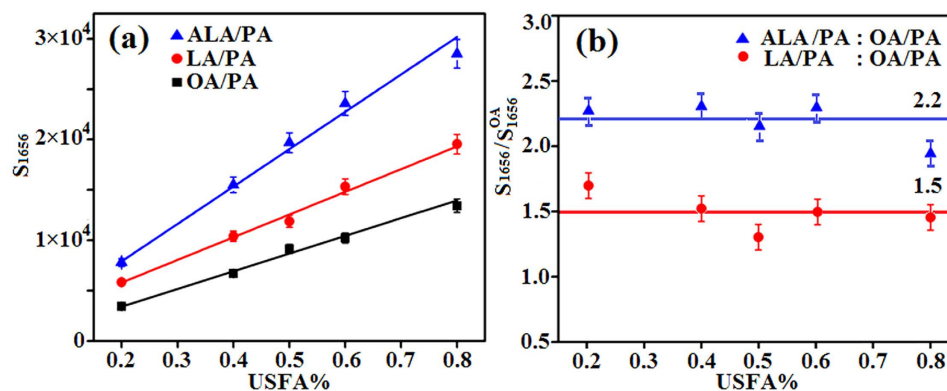 (a)
ALA/PA
LA/PA
OA/PA
S1656
3×10⁴
2×10⁴
1×10⁴
0
0.2 0.3 0.4 0.5 0.6 0.7 0.8
USFA%
(b)
ALA /PA : OA/PA
LA/PA : OA/PA
S1656/S1656^OA
3.0
2.5
2.0
1.5
1.0
0.5
2.2
1.5
0.2 0.3 0.4 0.5 0.6 0.7 0.8
USFA%